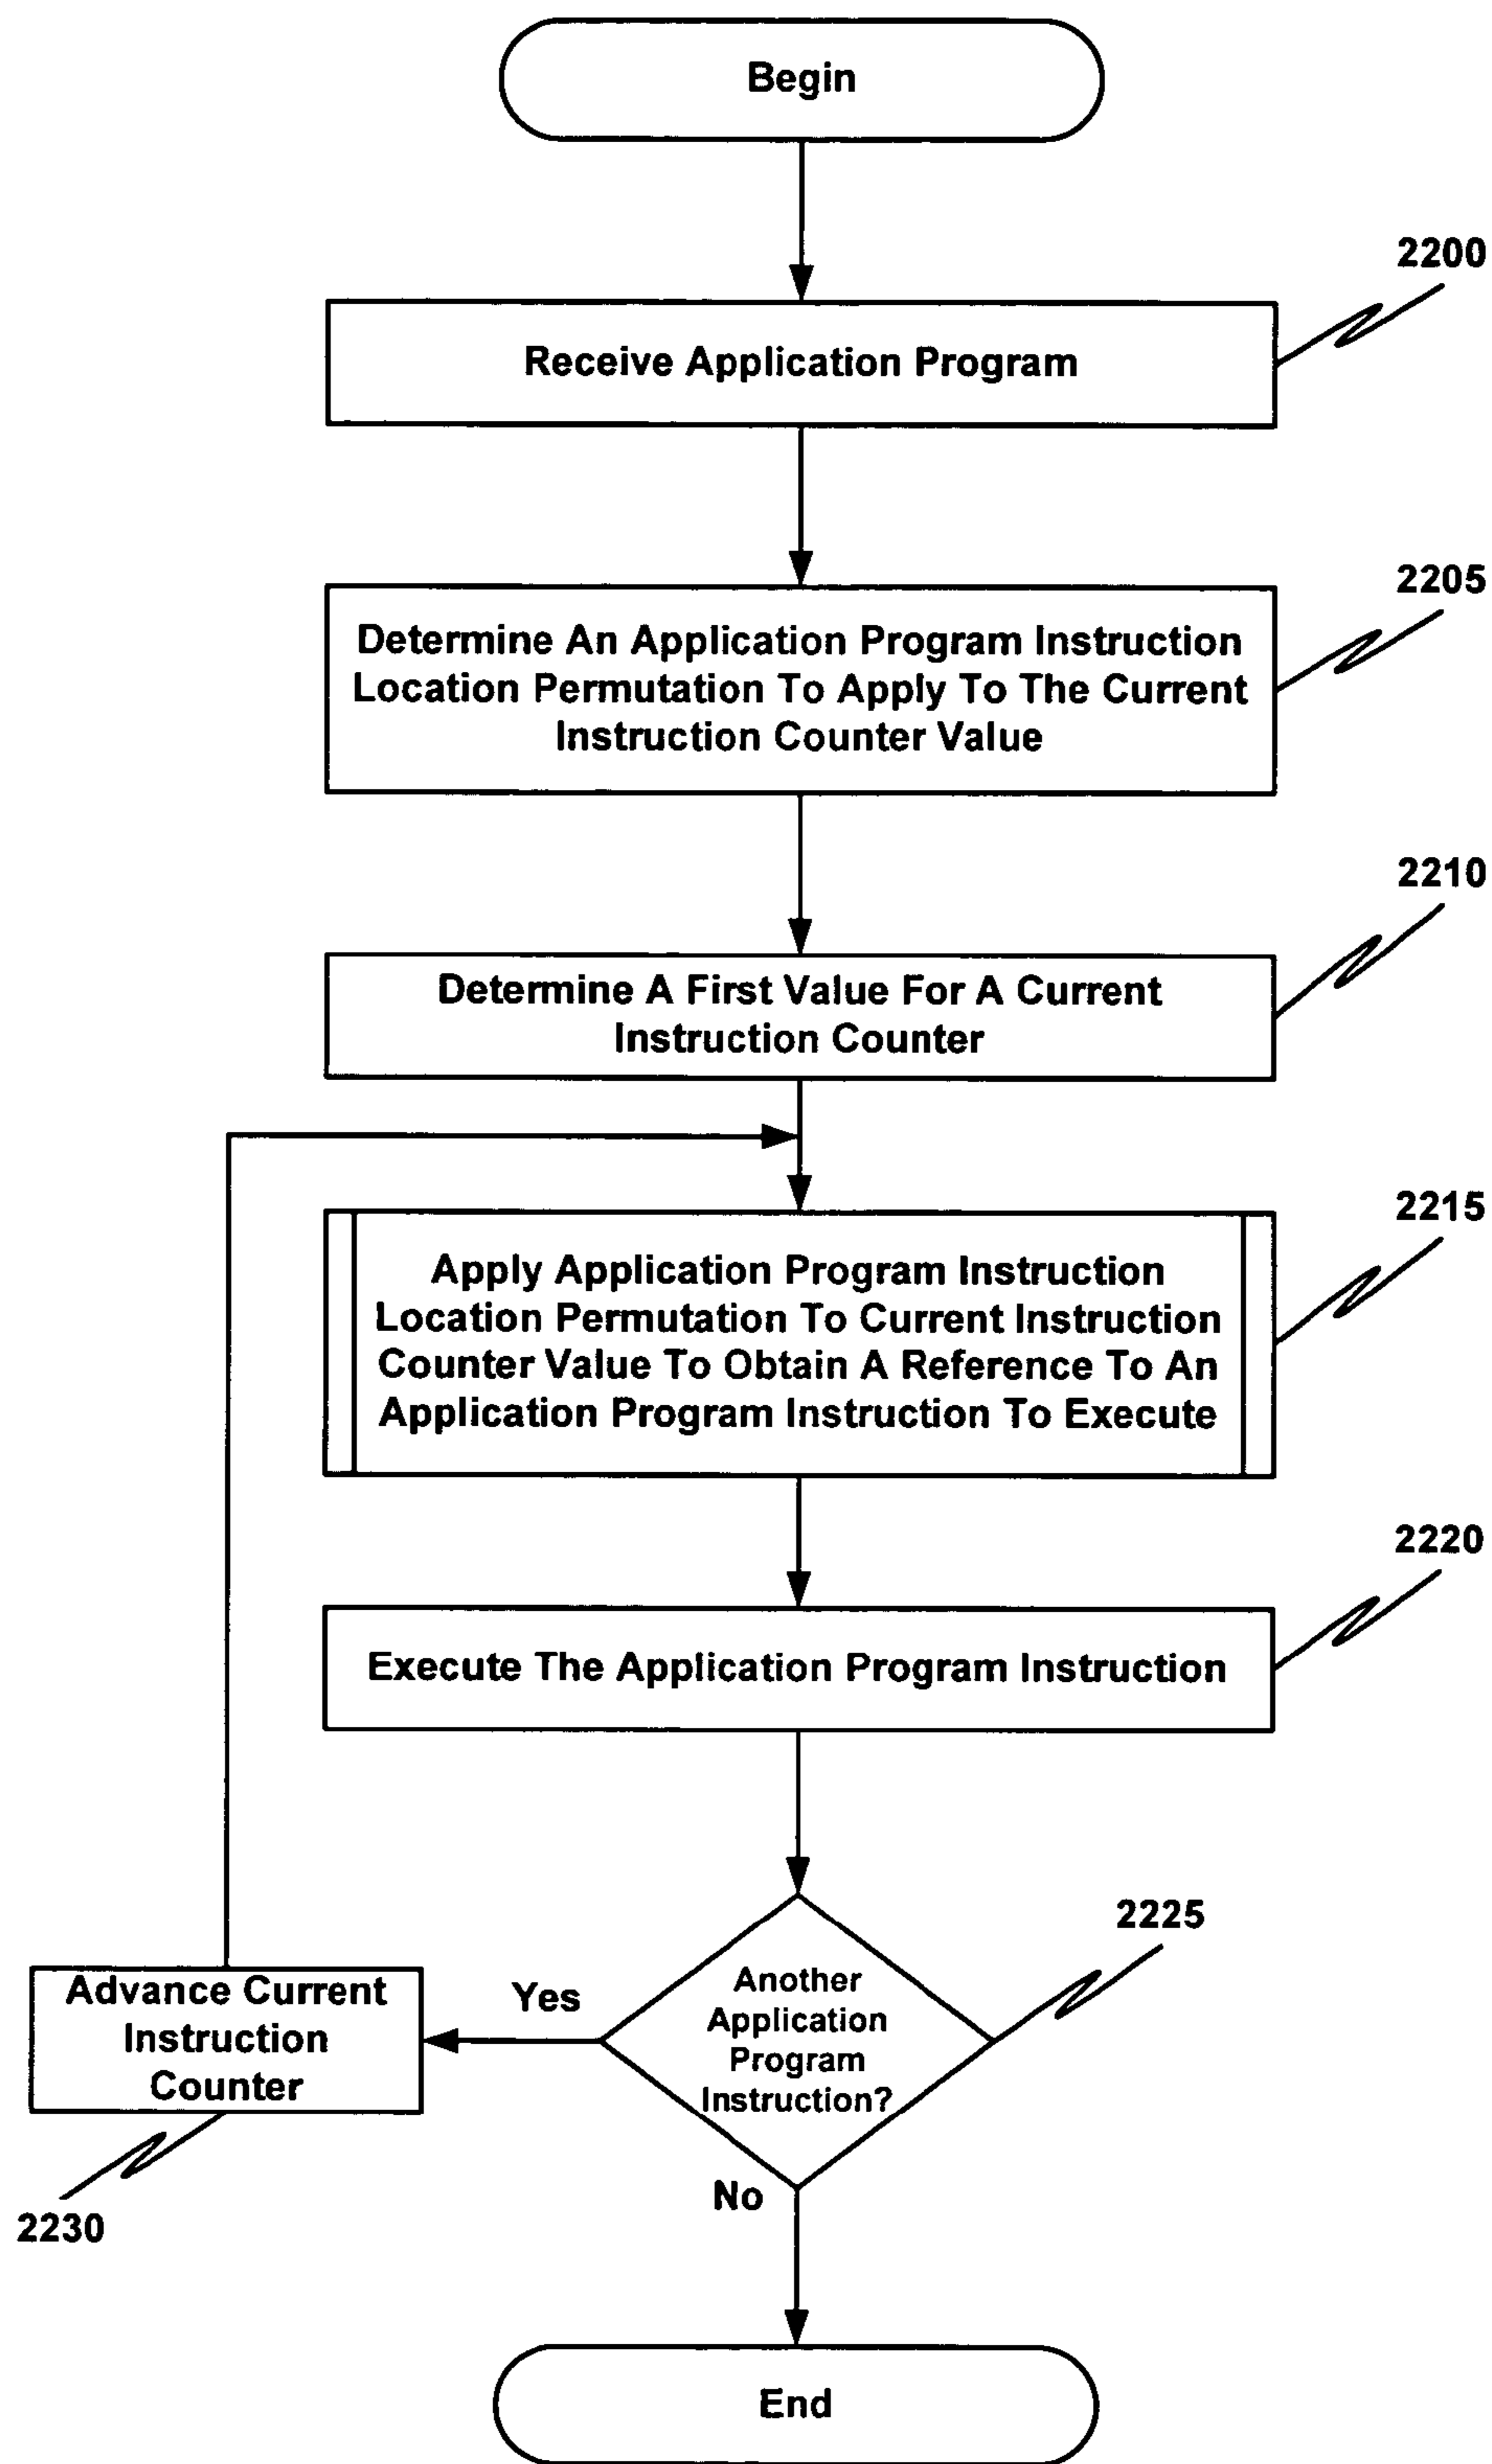 Begin
2200
Receive Application Program
2205
Determine An Application Program Instruction
Location Permutation To Apply To The Current
Instruction Counter Value
2210
Determine A First Value For A Current
Instruction Counter
2215
Apply Application Program Instruction
Location Permutation To Current Instruction
Counter Value To Obtain A Reference To An
Application Program Instruction To Execute
2220
Execute The Application Program Instruction
2225
Another
Application
Program
Instruction?
Yes
Advance Current
Instruction
Counter
2230
No
End